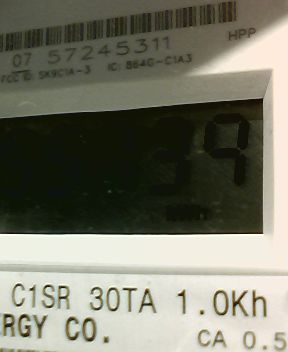 07 57245311
HPP
FCC ID: SK9C1A-3 IC: 864G-C1A3
39
C1SR 30TA 1.0Kh
RGY CO.
CA 0.5